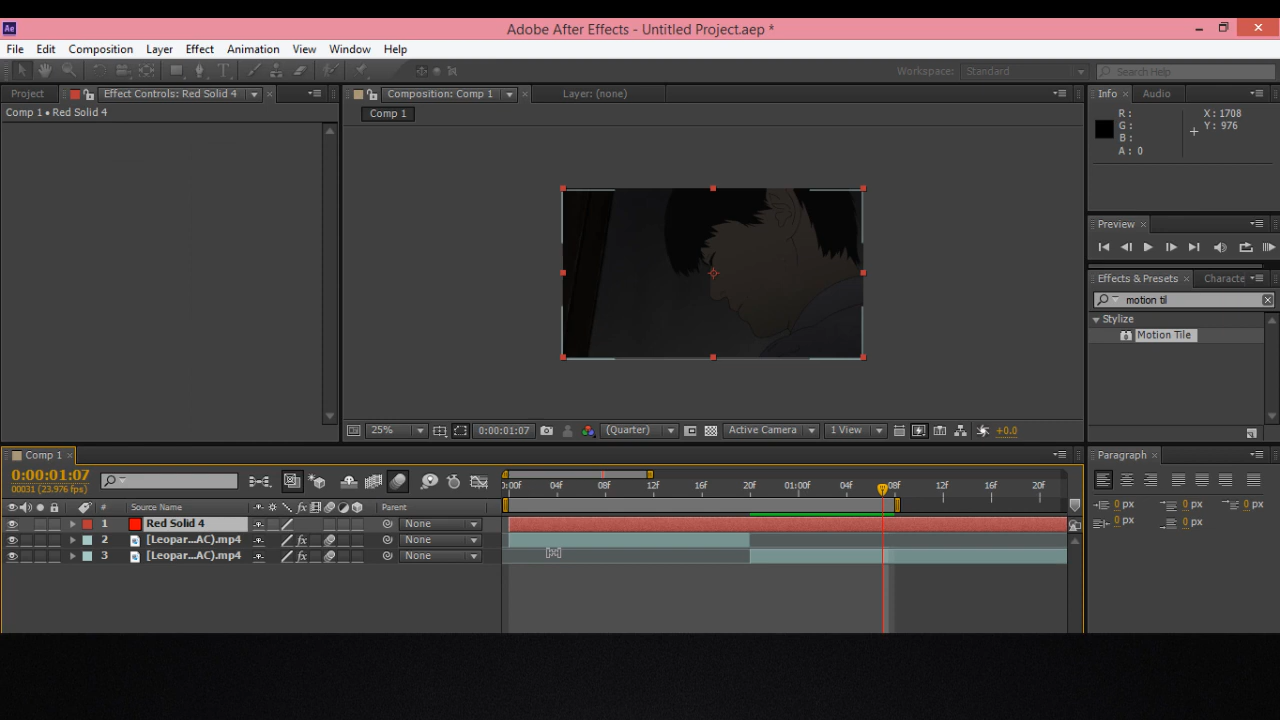 Ae
Adobe After Effects - Untitled Project.aep *
File Edit Composition Layer Effect Animation View Window Help
Workspace: Standard Search Help
Project Effect Controls: Red Solid 4 Composition: Comp 1 Layer: (none) Info Audio
Comp 1 • Red Solid 4
Comp 1
R :
G :
B :
A : 0
X : 1708
Y : 976
Preview
Effects & Presets Characte
motion til
Stylize
Motion Tile
25% 0:00:01:07 (Quarter) Active Camera 1 View +0.0
Comp 1 Paragraph
0:00:01:07
00031 (23.976 fps)
0:00F 04F 08F 12F 16F 20F 01:00F 04F 08F 12F 16F 20F
# Source Name Parent
1 Red Solid 4 None
2 [Leopar...AC].mp4 None
3 [Leopar...AC].mp4 None
0 px 0 px 0 px
0 px 0 px